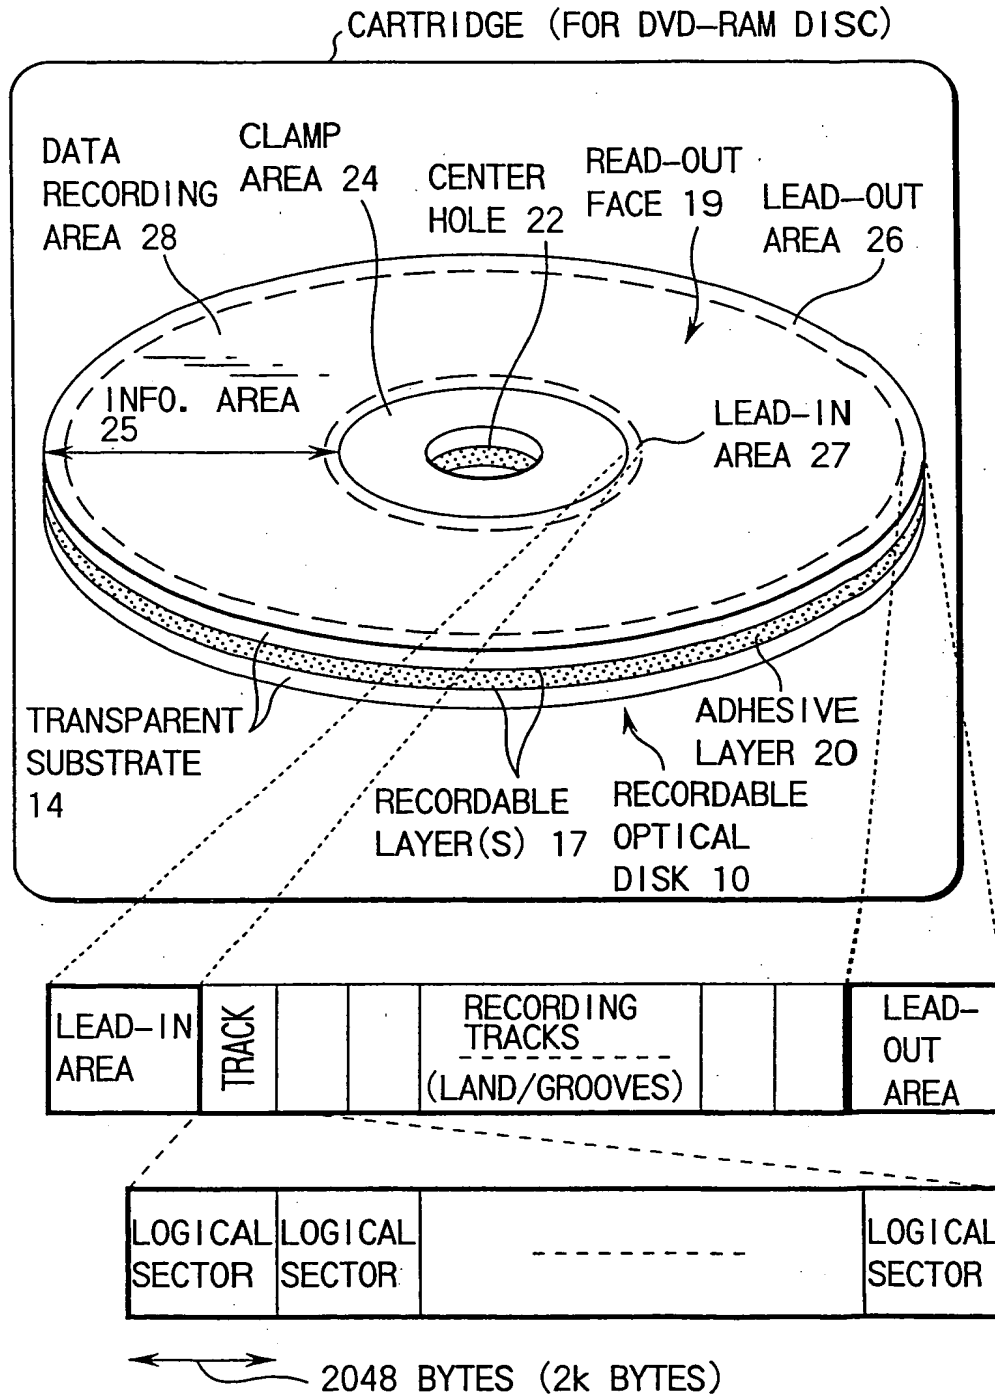 CARTRIDGE (FOR DVD-RAM DISC)
DATA
RECORDING
AREA 28
CLAMP
AREA 24
CENTER
HOLE 22
READ-OUT
FACE 19
LEAD-OUT
AREA 26
INFO. AREA
25
LEAD-IN
AREA 27
TRANSPARENT
SUBSTRATE
14
RECORDABLE
LAYER(S) 17
RECORDABLE
OPTICAL
DISK 10
ADHESIVE
LAYER 20
LEAD-IN
AREA
TRACK
RECORDING
TRACKS
(LAND/GROOVES)
LEAD-
OUT
AREA
LOGICAL
SECTOR
LOGICAL
SECTOR
LOGICAL
SECTOR
2048 BYTES (2k BYTES)